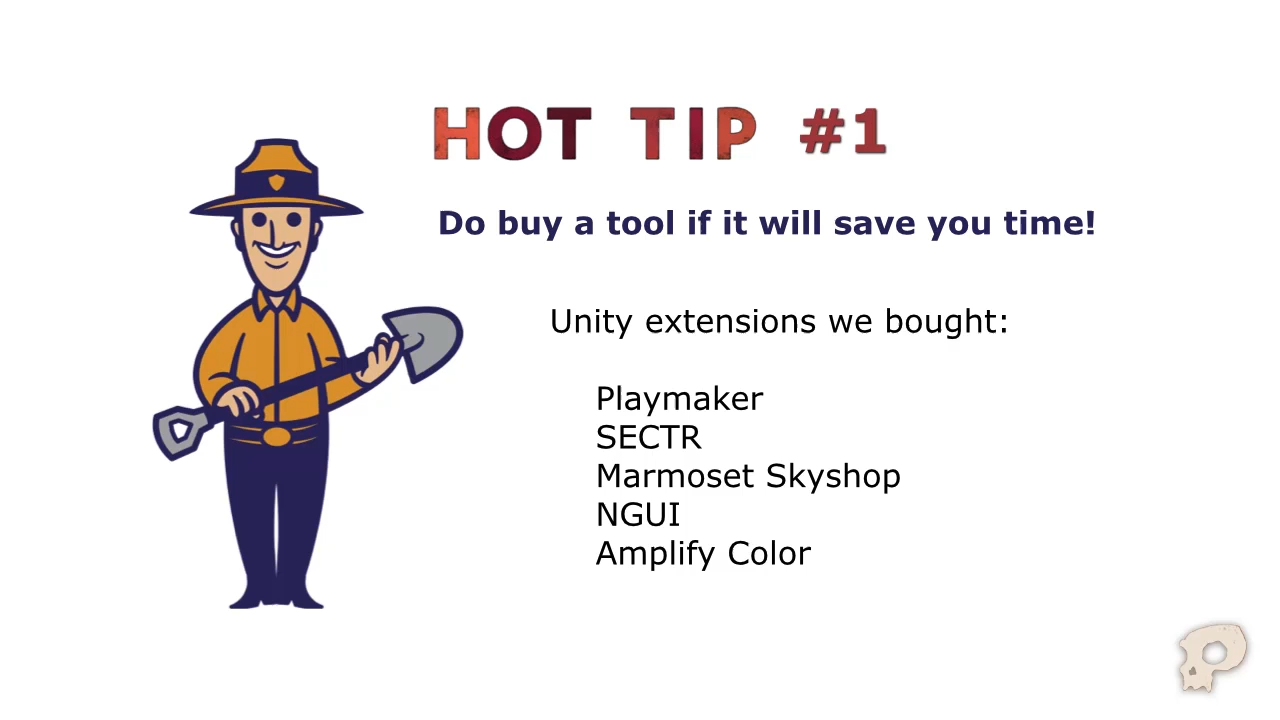 HOT TIP #1
Do buy a tool if it will save you time!
Unity extensions we bought:
Playmaker
SECTR
Marmoset Skyshop
NGUI
Amplify Color